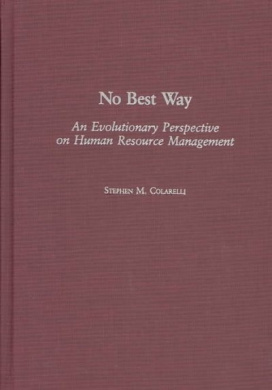 No Best Way
An Evolutionary Perspective
on Human Resource Management
STEPHEN M. COLARELLI